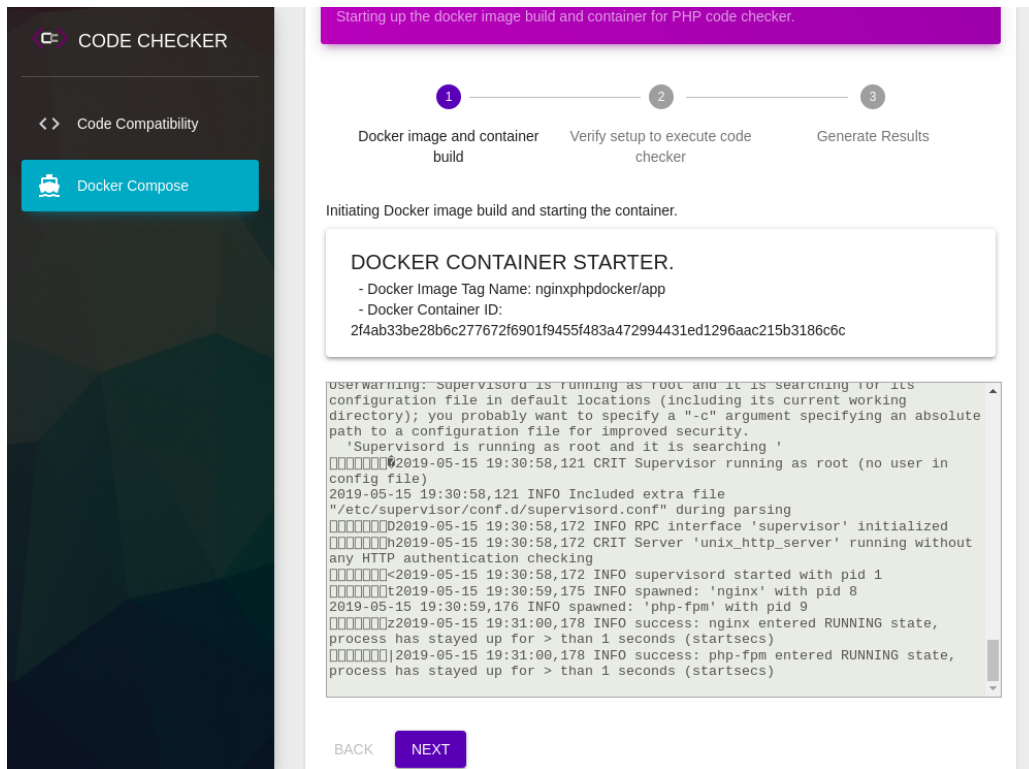 Starting up the docker image build and container for PHP code checker.
CODE CHECKER
Code Compatibility
Docker Compose
1
2
3
Docker image and container
build
Verify setup to execute code
checker
Generate Results
Initiating Docker image build and starting the container.
DOCKER CONTAINER STARTER.
- Docker Image Tag Name: nginxphpdocker/app
- Docker Container ID:
2f4ab33be28b6c277672f6901f9455f483a472994431ed1296aac215b3186c6c
UserWarning: Supervisord is running as root and it is searching for its
configuration file in default locations (including its current working
directory); you probably want to specify a "-c" argument specifying an absolute
path to a configuration file for improved security.
'Supervisord is running as root and it is searching '
□□□□□□□�2019-05-15 19:30:58,121 CRIT Supervisor running as root (no user in
config file)
2019-05-15 19:30:58,121 INFO Included extra file
"/etc/supervisor/conf.d/supervisord.conf" during parsing
□□□□□□□D2019-05-15 19:30:58,172 INFO RPC interface 'supervisor' initialized
□□□□□□□h2019-05-15 19:30:58,172 CRIT Server 'unix_http_server' running without
any HTTP authentication checking
□□□□□□□<2019-05-15 19:30:58,172 INFO supervisord started with pid 1
□□□□□□□t2019-05-15 19:30:59,175 INFO spawned: 'nginx' with pid 8
2019-05-15 19:30:59,176 INFO spawned: 'php-fpm' with pid 9
□□□□□□□z2019-05-15 19:31:00,178 INFO success: nginx entered RUNNING state,
process has stayed up for > than 1 seconds (startsecs)
□□□□□□□|2019-05-15 19:31:00,178 INFO success: php-fpm entered RUNNING state,
process has stayed up for > than 1 seconds (startsecs)
BACK
NEXT